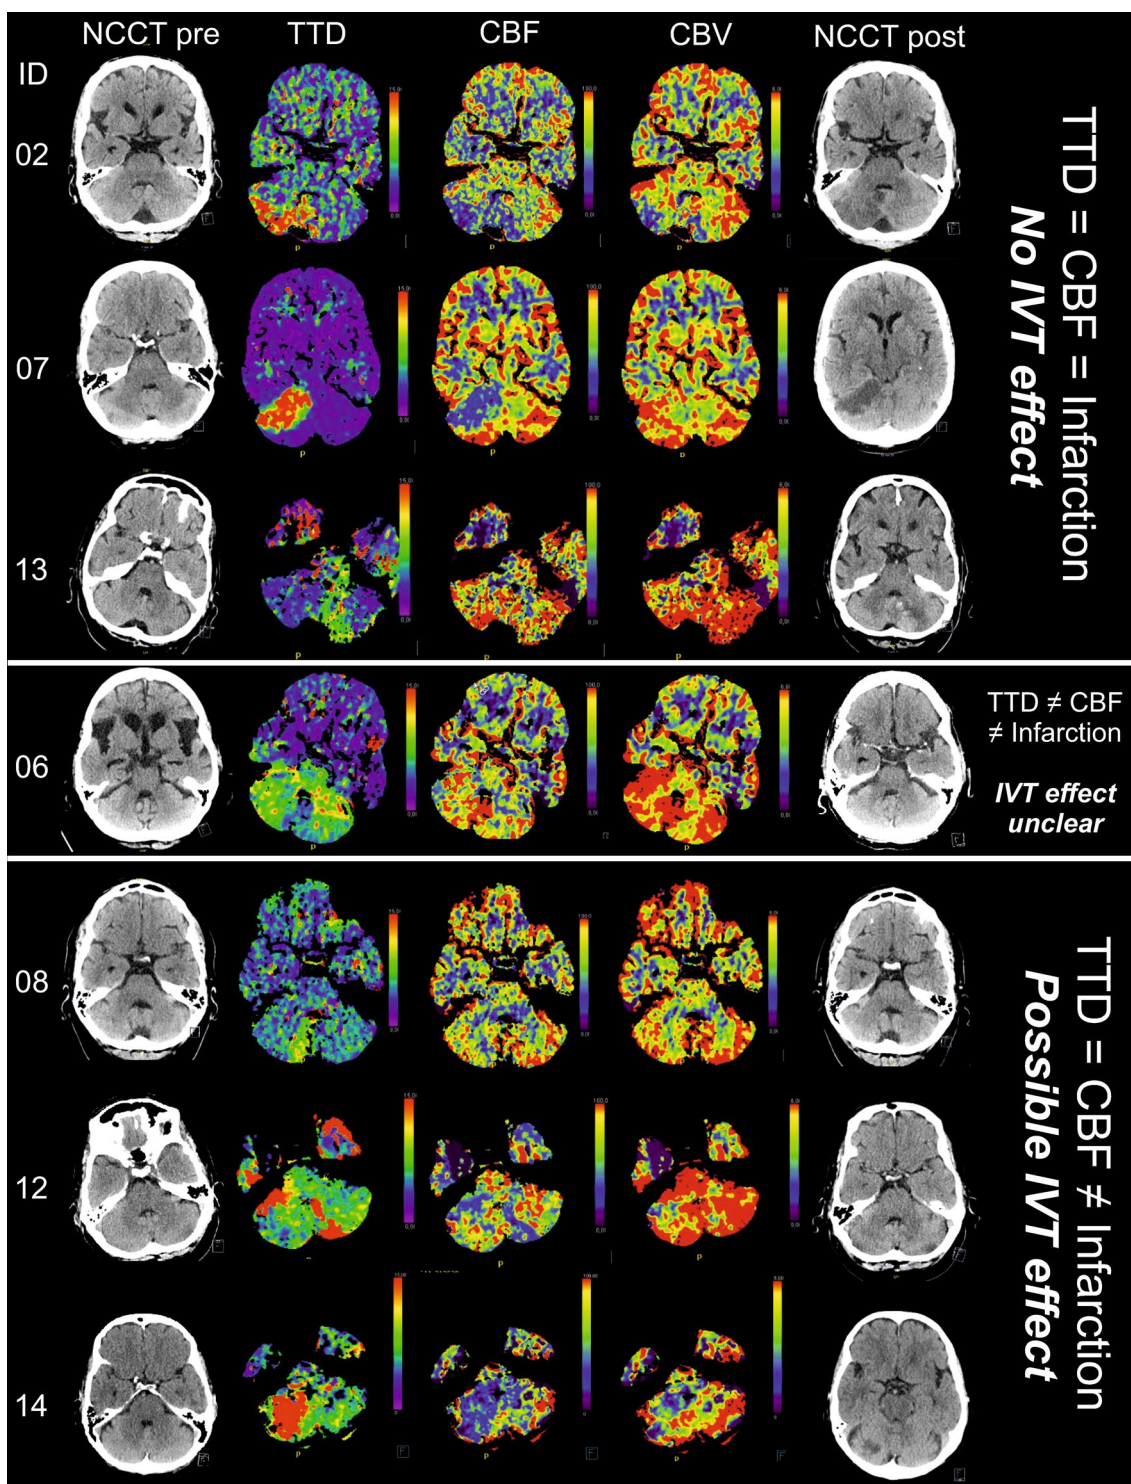 NCCT pre TTD CBF CBV NCCT post
ID
02
07
13
TTD = CBF = Infarction
No IVT effect
06
TTD ≠ CBF
≠ Infarction
IVT effect
unclear
08
12
14
TTD = CBF ≠ Infarction
Possible IVT effect